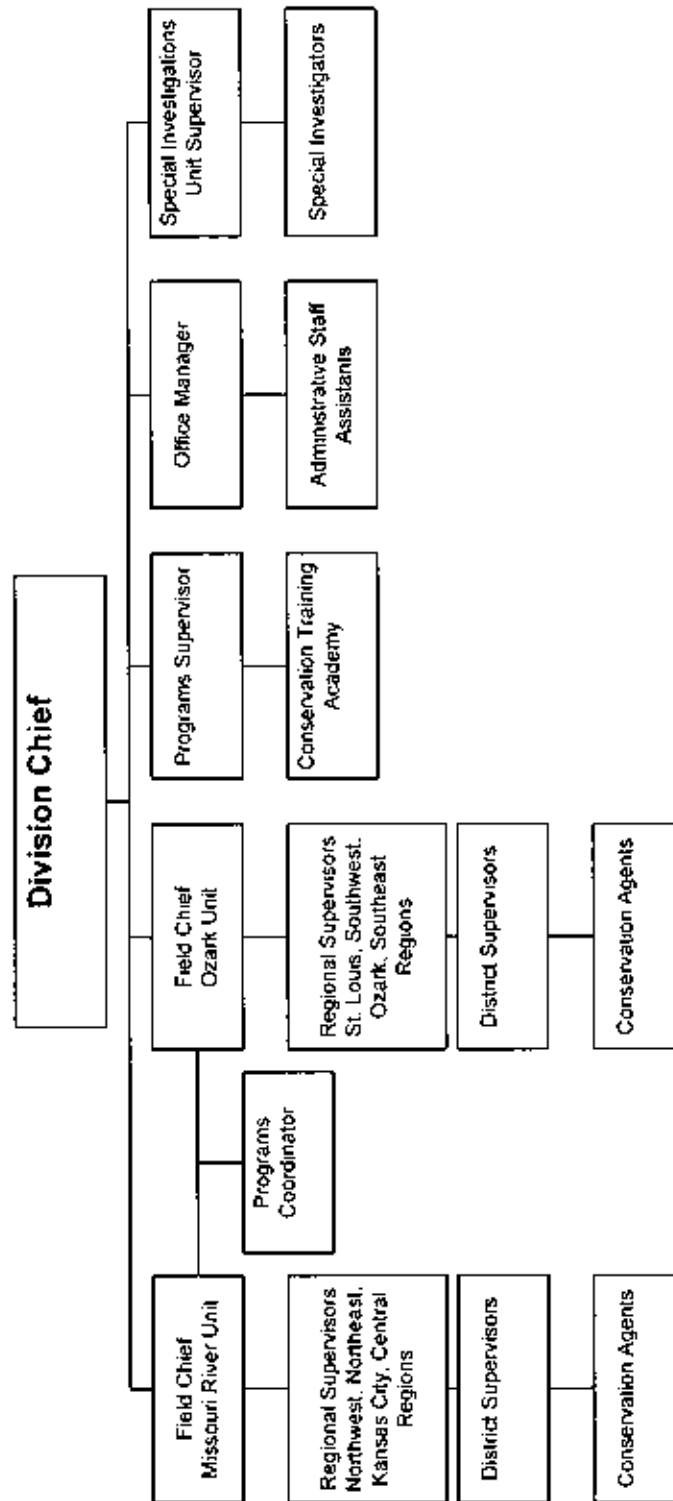 Division Chief
Field Chief
Missouri River Unit
Field Chief
Ozark Unit
Programs Supervisor
Office Manager
Special Investigations
Unit Supervisor
Programs
Coordinator
Regional Supervisors
Northwest, Northeast,
Kansas City, Central
Regions
Regional Supervisors
St. Louis, Southwest,
Ozark, Southeast
Regions
Conservation Training
Academy
Administrative Staff
Assistants
Special Investigators
District Supervisors
District Supervisors
Conservation Agents
Conservation Agents